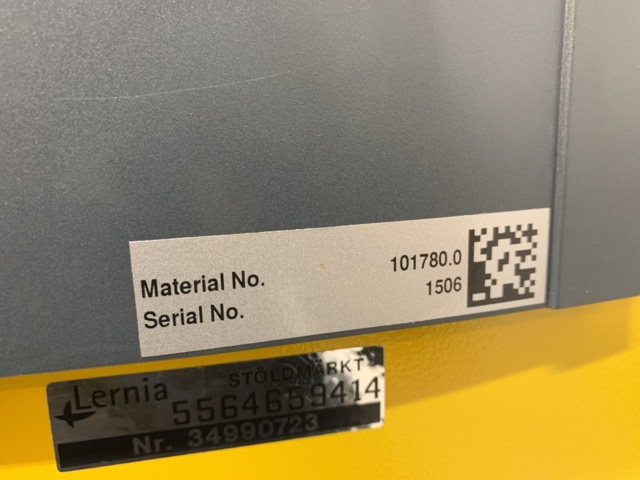 Material No. 101780.0
Serial No. 1506
Lernia STÖLDMÄRKT
5564659414
Nr. 34990723